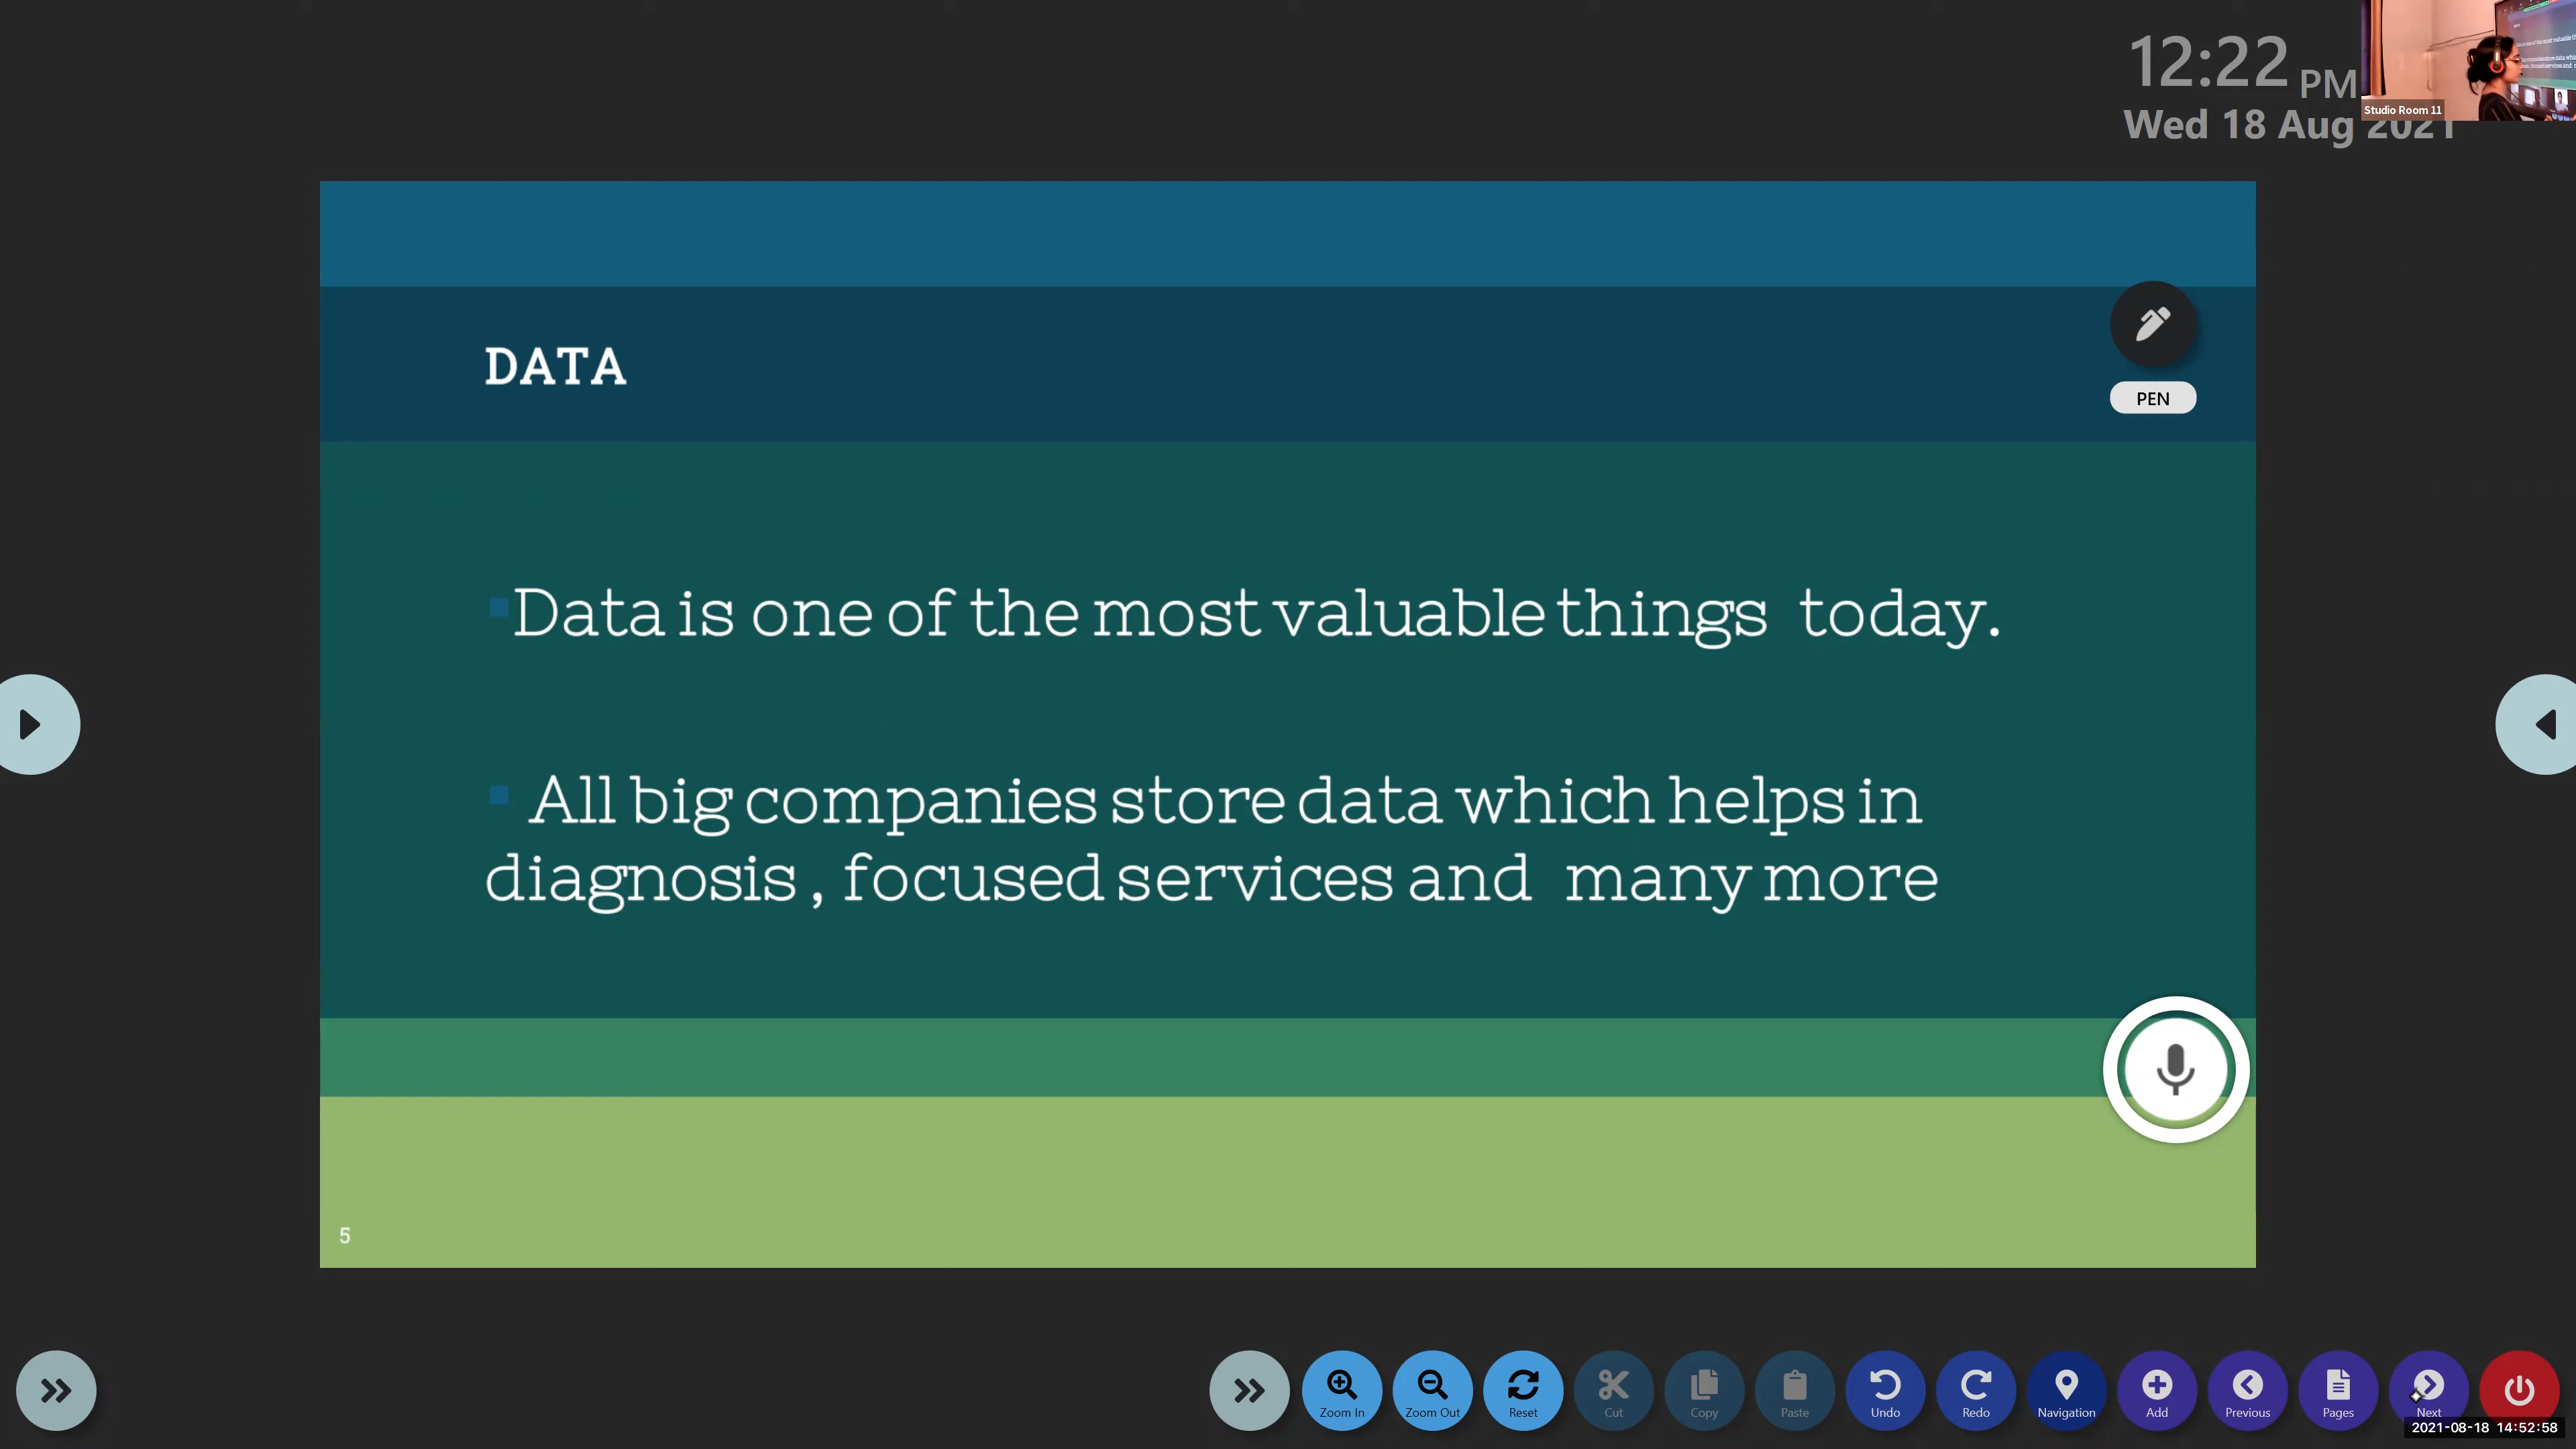 12:22 PM
Wed 18 Aug 2021
Studio Room 11
DATA
PEN
▪Data is one of the most valuable things today.
▪ All big companies store data which helps in
diagnosis , focused services and many more
5
Zoom In Zoom Out Reset Cut Copy Paste Undo Redo Navigation Add Previous Pages Next
2021-08-18 14:52:58